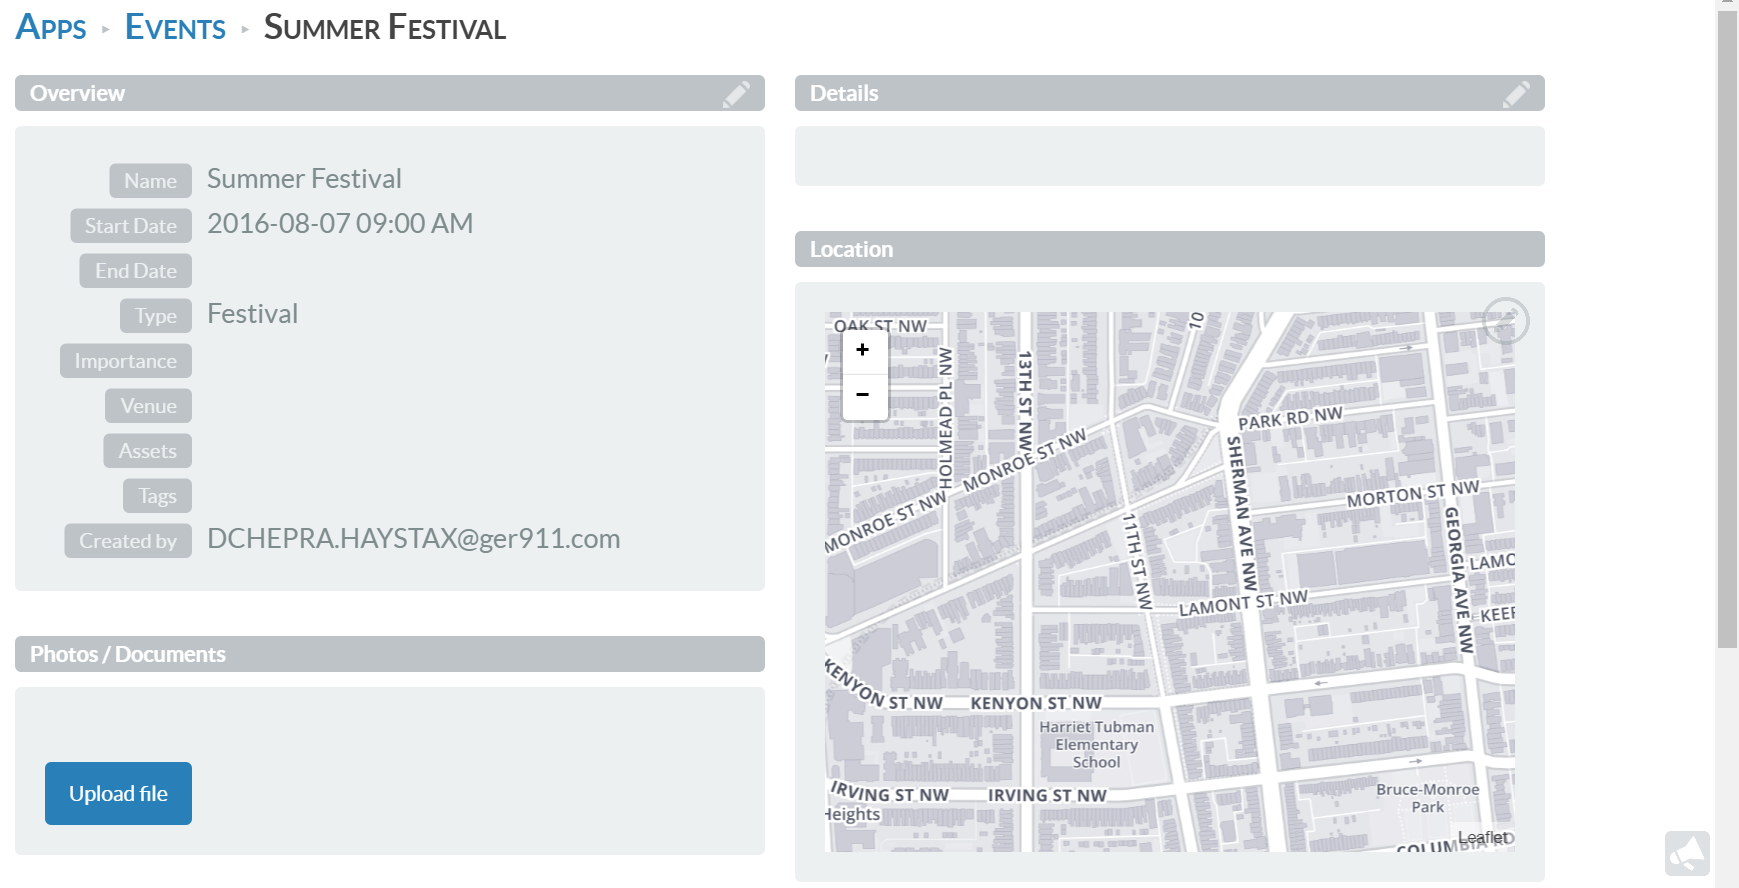 Apps ▸ Events ▸ Summer Festival
Overview
Name Summer Festival
Start Date 2016-08-07 09:00 AM
End Date
Type Festival
Importance
Venue
Assets
Tags
Created by DCHEPRA.HAYSTAX@ger911.com
Photos / Documents
Upload file
Details
Location
OAK ST NW
10
+
−
HOLMEAD PL NW
13TH ST NW
MONROE ST NW
MONROE ST NW
PARK RD NW
SHERMAN AVE NW
MORTON ST NW
GEORGIA AVE NW
11TH ST NW
LAMO
LAMONT ST NW
KEEF
KENYON ST NW
KENYON ST NW
Harriet Tubman
Elementary
School
IRVING ST NW
IRVING ST NW
Heights
Bruce-Monroe
Park
Leaflet
COLUMBIA RD